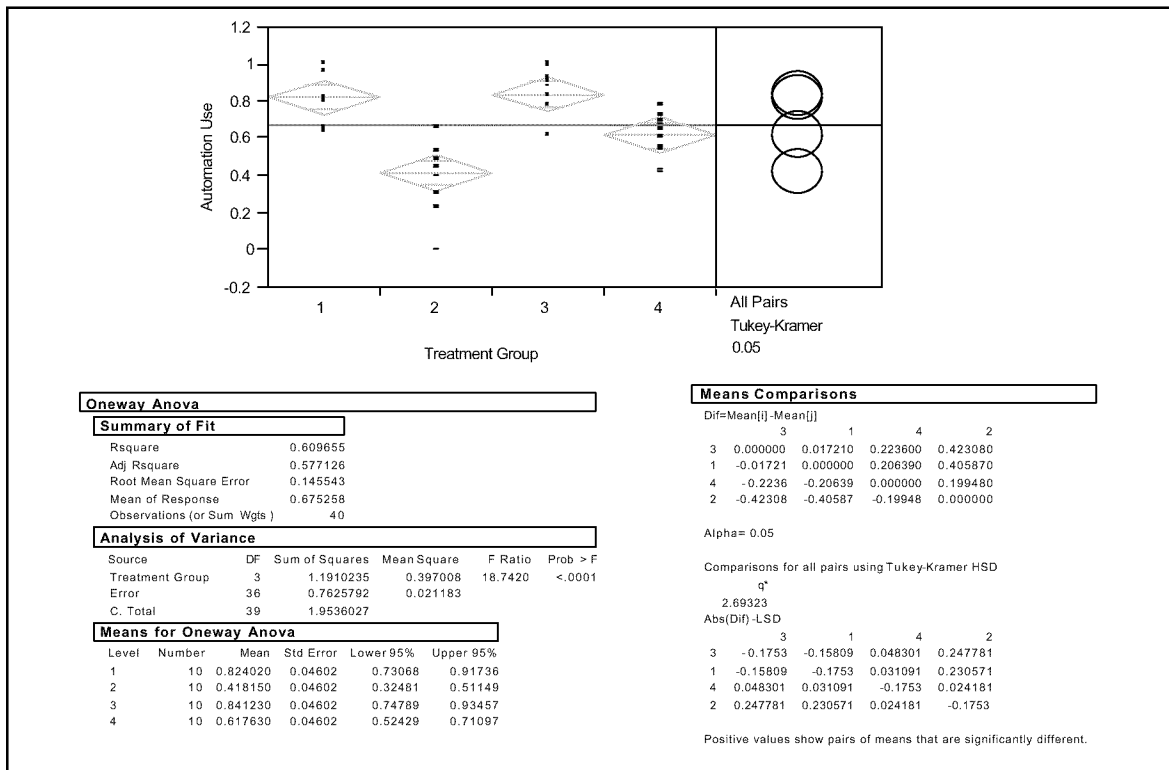 1.2
1
0.8
0.6
0.4
0.2
0
-0.2
Automation Use
1 2 3 4
Treatment Group
All Pairs
Tukey-Kramer
0.05
Oneway Anova
Summary of Fit
Rsquare 0.609655
Adj Rsquare 0.577126
Root Mean Square Error 0.145543
Mean of Response 0.675258
Observations (or Sum Wgts ) 40
Analysis of Variance
Source DF Sum of Squares Mean Square F Ratio Prob > F
Treatment Group 3 1.1910235 0.397008 18.7420 <.0001
Error 36 0.7625792 0.021183
C. Total 39 1.9536027
Means for Oneway Anova
Level Number Mean Std Error Lower 95% Upper 95%
1 10 0.824020 0.04602 0.73068 0.91736
2 10 0.418150 0.04602 0.32481 0.51149
3 10 0.841230 0.04602 0.74789 0.93457
4 10 0.617630 0.04602 0.52429 0.71097
Means Comparisons
Dif=Mean[i]-Mean[j]
3 1 4 2
3 0.000000 0.017210 0.223600 0.423080
1 -0.01721 0.000000 0.206390 0.405870
4 -0.2236 -0.20639 0.000000 0.199480
2 -0.42308 -0.40587 -0.19948 0.000000
Alpha= 0.05
Comparisons for all pairs using Tukey-Kramer HSD
q*
2.69323
Abs(Dif)-LSD
3 1 4 2
3 -0.1753 -0.15809 0.048301 0.247781
1 -0.15809 -0.1753 0.031091 0.230571
4 0.048301 0.031091 -0.1753 0.024181
2 0.247781 0.230571 0.024181 -0.1753
Positive values show pairs of means that are significantly different.